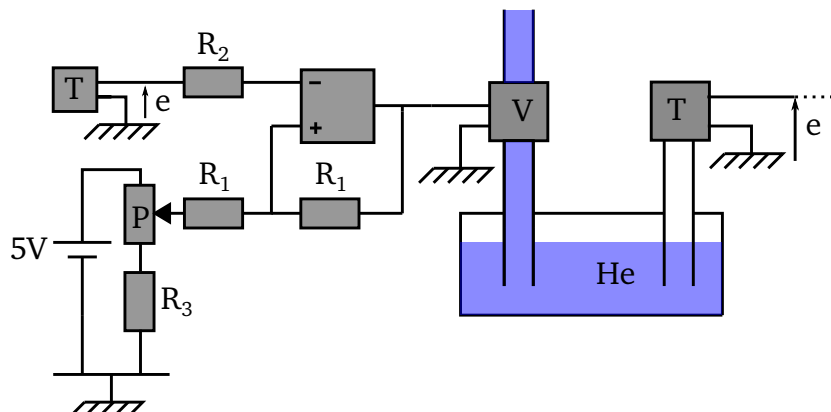 R₂
T
e
−
+
V
T
e
R₁
R₁
P
5V
R₃
He